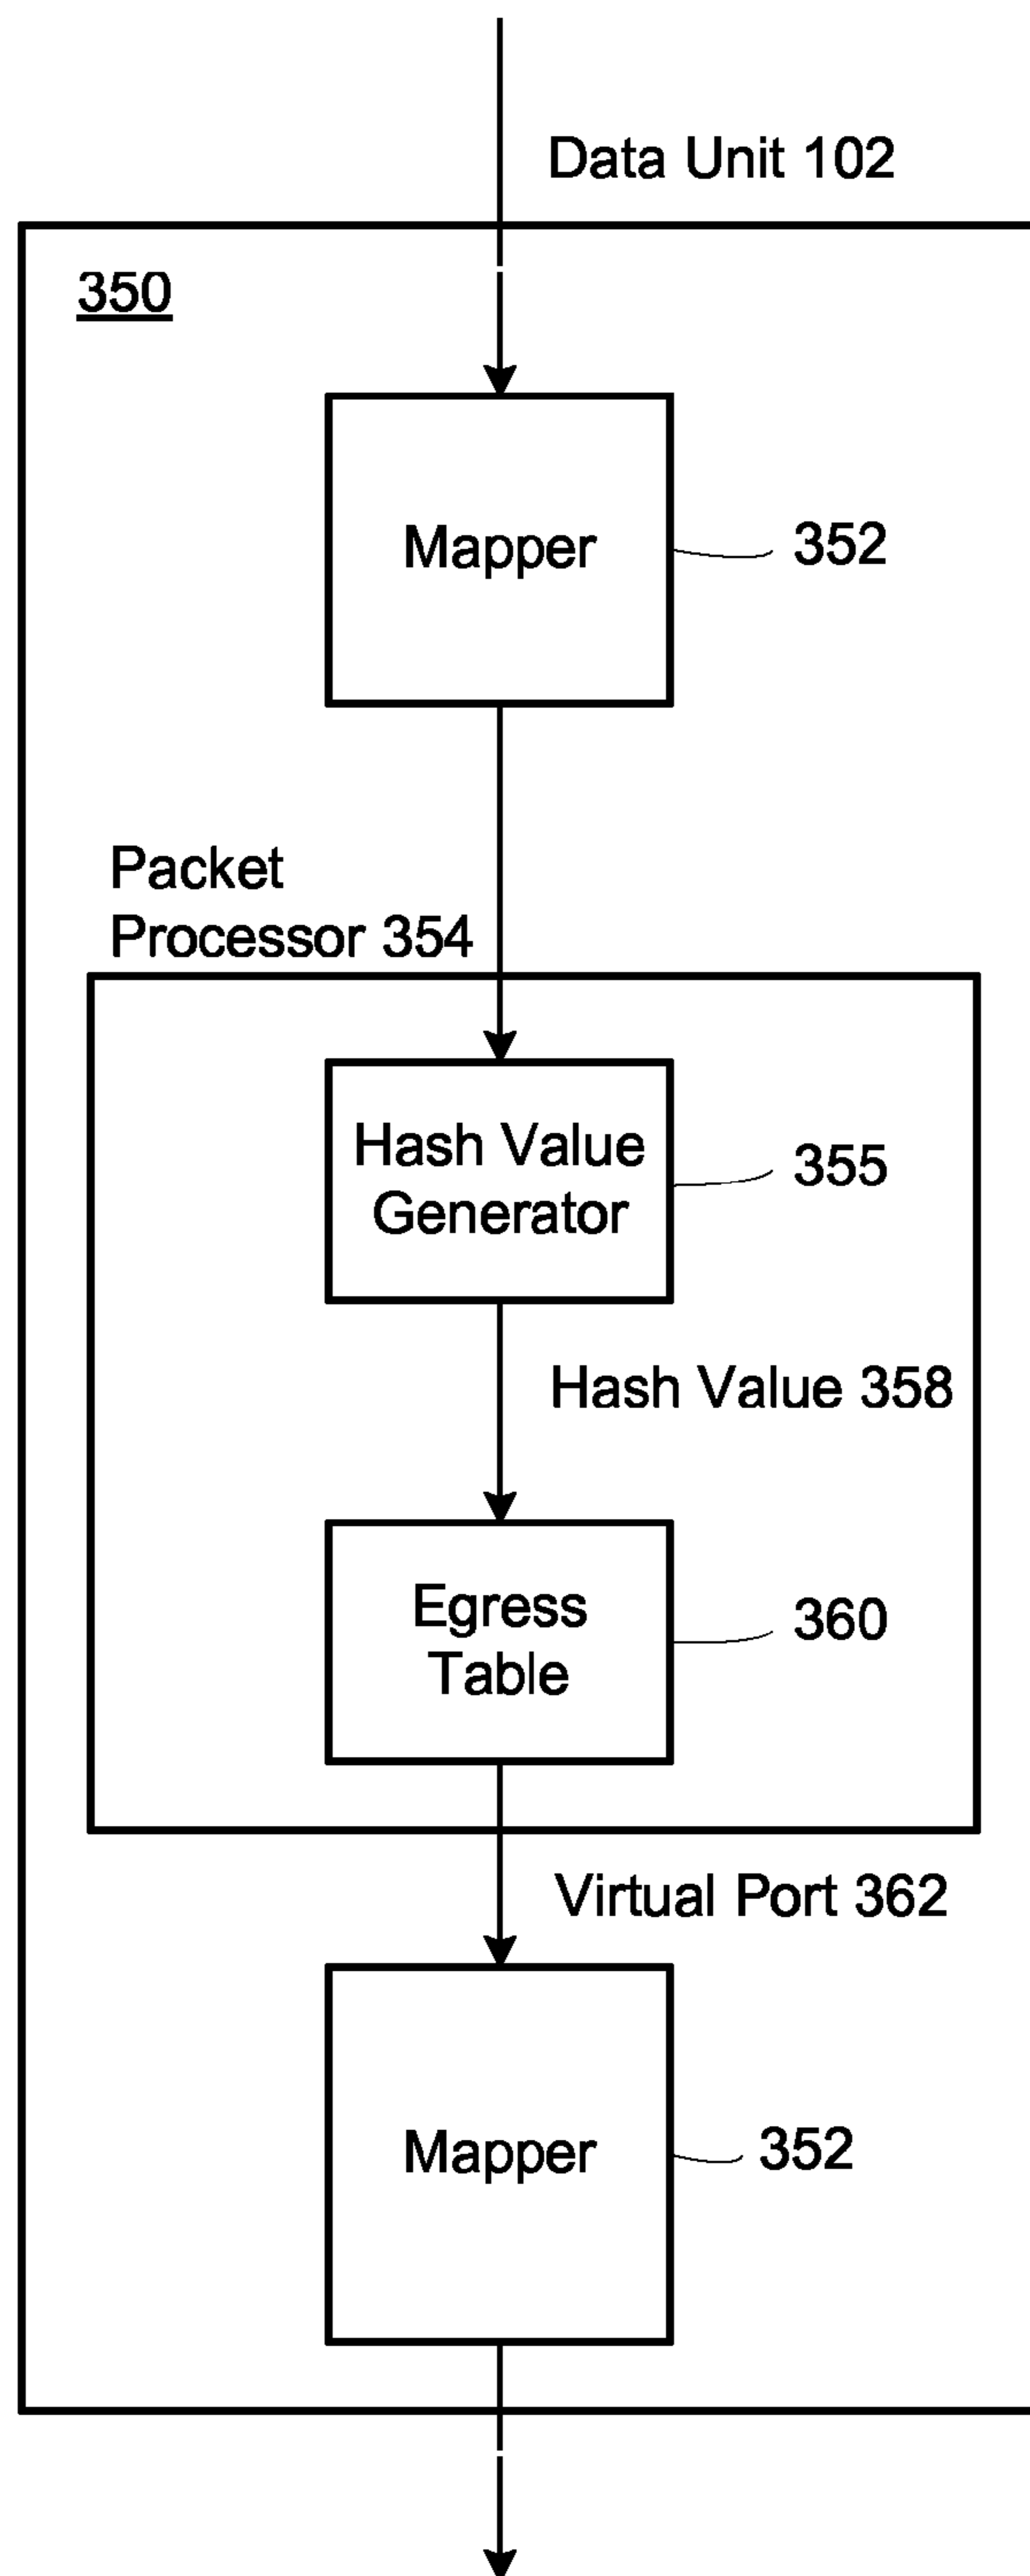 Data Unit 102
350
Mapper
352
Packet
Processor 354
Hash Value
Generator
355
Hash Value 358
Egress
Table
360
Virtual Port 362
Mapper
352